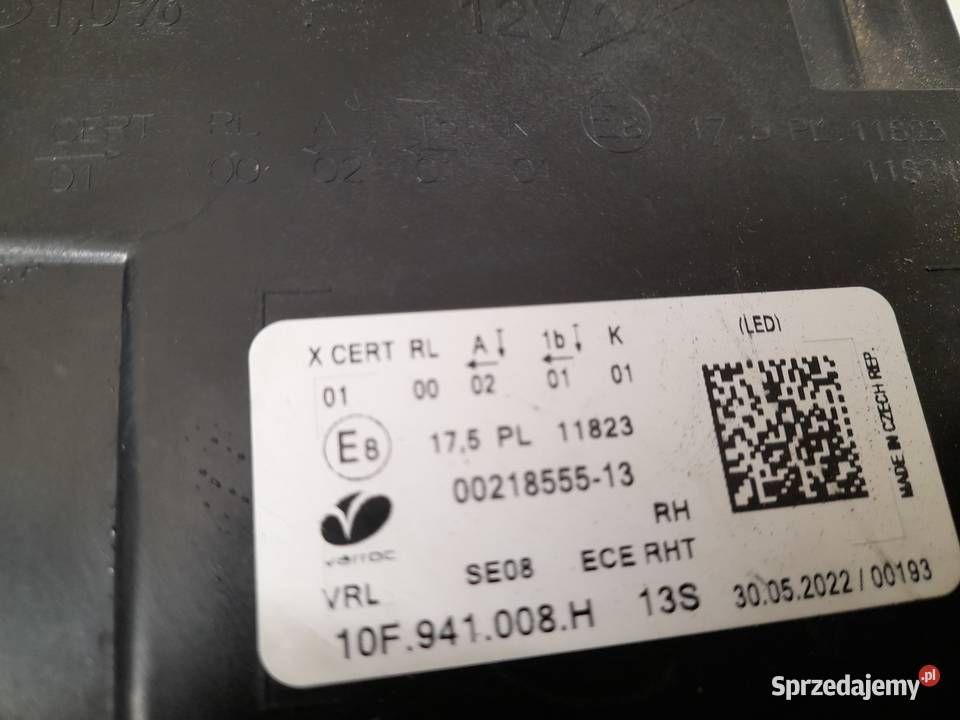 12V
CERT RL A 1b K E8 17,5 PL 11823
01 00 02 01
X CERT RL A 1b K (LED)
01 00 02 01 01
E8 17,5 PL 11823
00218555-13
RH
varroc
SE08 ECE RHT
VRL
10F.941.008.H 13S 30.05.2022 / 00193
MADE IN CZECH REP.
Sprzedajemy.pl